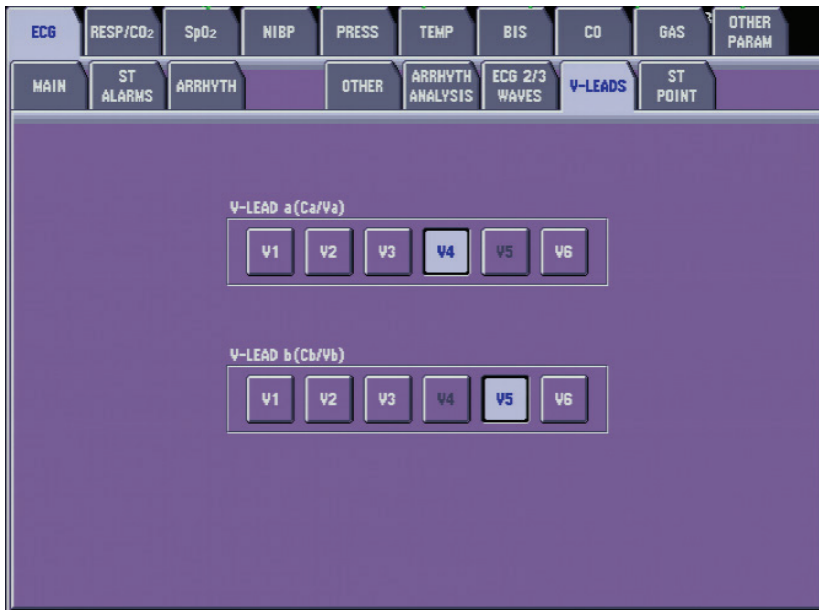 ECG RESP/CO₂ SpO₂ NIBP PRESS TEMP BIS CO GAS OTHER PARAM
MAIN ST ALARMS ARRHYTH OTHER ARRHYTH ANALYSIS ECG 2/3 WAVES V-LEADS ST POINT
V-LEAD a(Ca/Va)
V1 V2 V3 V4 V5 V6
V-LEAD b(Cb/Vb)
V1 V2 V3 V4 V5 V6